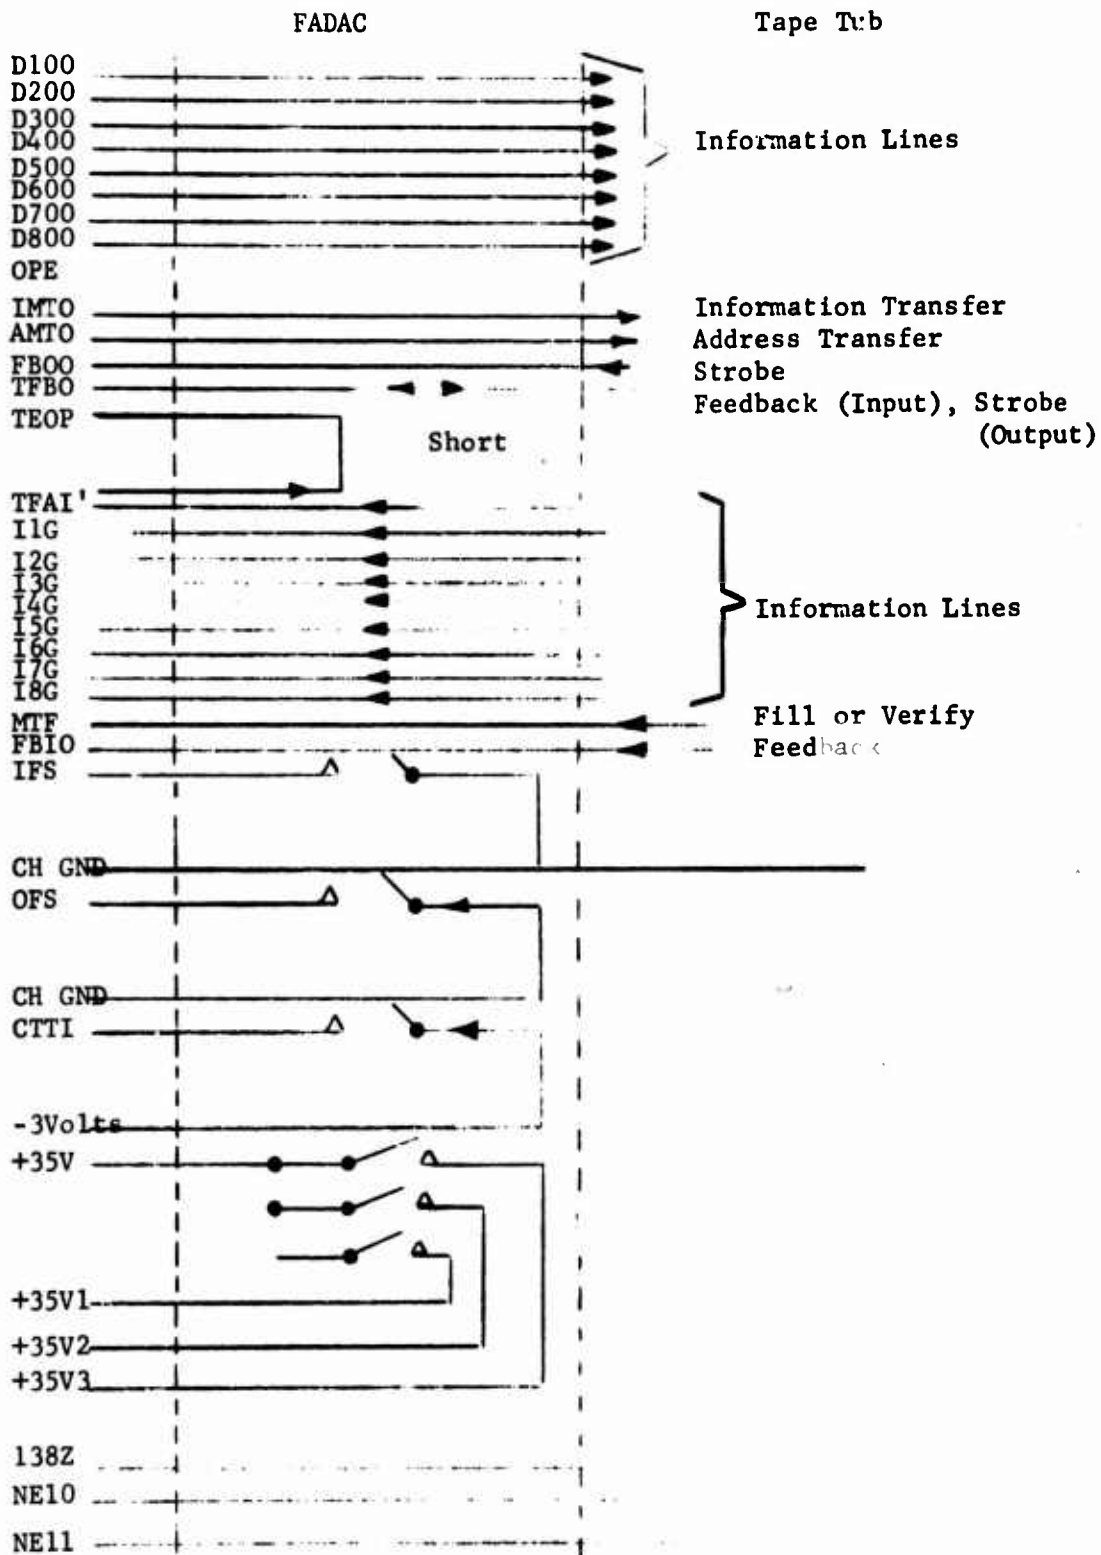 FADAC Tape Tub
D100
D200
D300
D400
D500
D600
D700
D800
Information Lines
OPE
IMTO Information Transfer
AMTO Address Transfer
FBOO Strobe
TFBO Feedback (Input), Strobe
(Output)
TEOP
Short
TFAI'
I1G
I2G
I3G
I4G
I5G
I6G
I7G
I8G
Information Lines
MTF Fill or Verify
FBIO Feedback
IFS
CH GND
OFS
CH GND
CTTI
-3Volts
+35V
+35V1
+35V2
+35V3
138Z
NE10
NE11